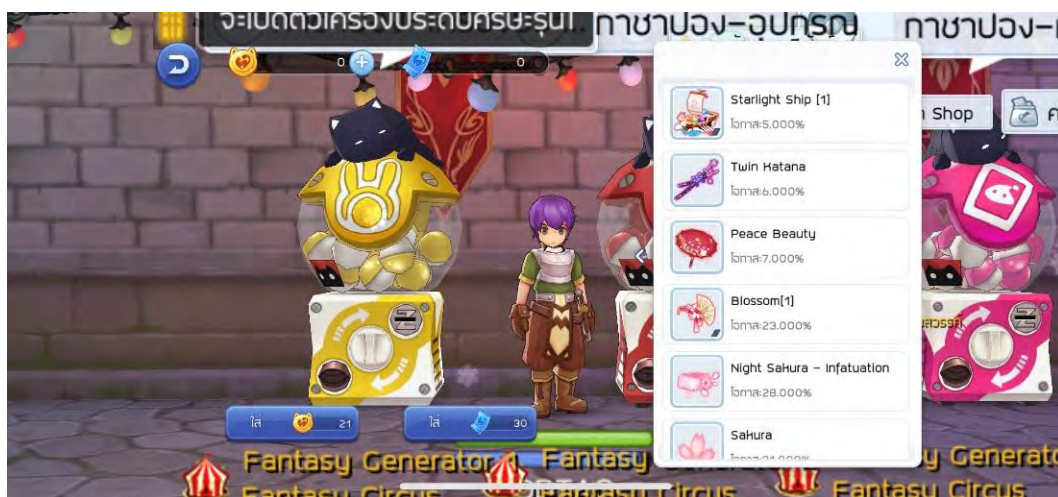 จะเปิดตัวเครื่องประดับศีรษะรุ่น1...
กาชาปอง-อุปกรณ์
กาชาปอง-
0
0
Starlight Ship [1]
โอกาส:5.000%
Twin Katana
โอกาส:6.000%
Peace Beauty
โอกาส:7.000%
Blossom[1]
โอกาส:23.000%
Night Sakura - Infatuation
โอกาส:28.000%
Sakura
Shop
ใส่ 21
ใส่ 30
Fantasy Generator
Fantasy
Fantasy Circus
Circus
Fantasy Circus